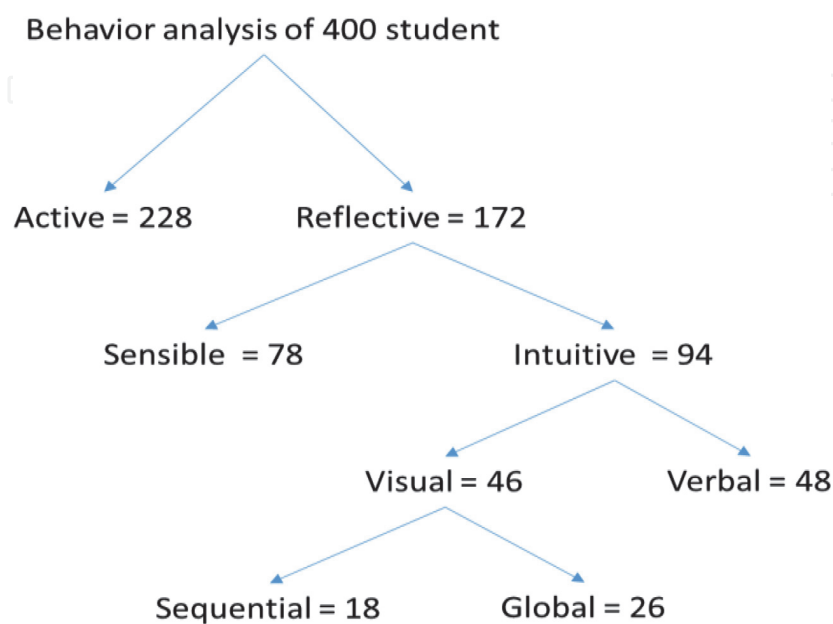 Behavior analysis of 400 student
Active = 228
Reflective = 172
Sensible = 78
Intuitive = 94
Visual = 46
Verbal = 48
Sequential = 18
Global = 26